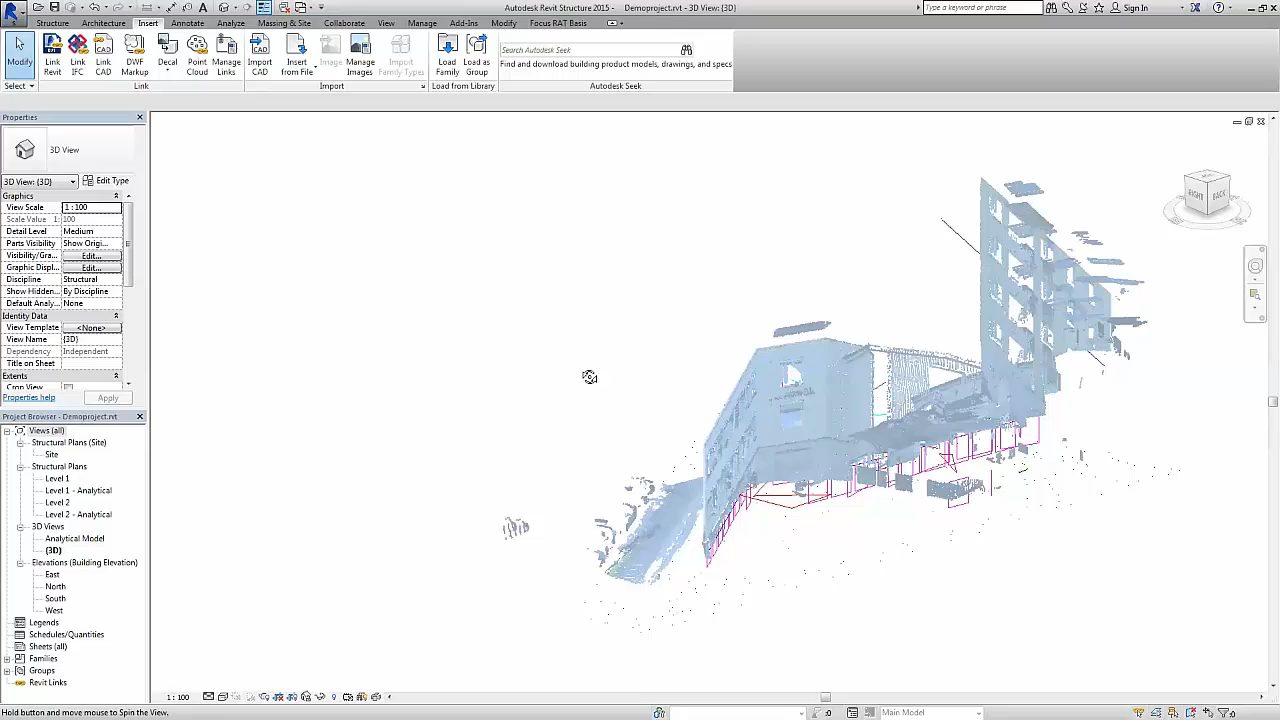 Autodesk Revit Structure 2015 - Demoproject.rvt - 3D View: {3D}
Type a keyword or phrase
Sign In
Structure Architecture Insert Annotate Analyze Massing & Site Collaborate View Manage Add-Ins Modify Focus RAT Basis
Modify
Link Revit
Link IFC
Link CAD
DWF Markup
Decal
Point Cloud
Manage Links
Import CAD
Insert from File
Image
Manage Images
Import Family Types
Load Family
Load as Group
Search Autodesk Seek
Find and download building product models, drawings, and specs
Select
Link
Import
Load from Library
Autodesk Seek
Properties
3D View
3D View: {3D}
Edit Type
Graphics
View Scale 1 : 100
Scale Value 1: 100
Detail Level Medium
Parts Visibility Show Origi...
Visibility/Gra... Edit...
Graphic Displ... Edit...
Discipline Structural
Show Hidden... By Discipline
Default Analy... None
Identity Data
View Template <None>
View Name {3D}
Dependency Independent
Title on Sheet
Extents
Crop View
Properties help
Apply
Project Browser - Demoproject.rvt
Views (all)
Structural Plans (Site)
Site
Structural Plans
Level 1
Level 1 - Analytical
Level 2
Level 2 - Analytical
3D Views
Analytical Model
{3D}
Elevations (Building Elevation)
East
North
South
West
Legends
Schedules/Quantities
Sheets (all)
Families
Groups
Revit Links
RIGHT
BACK
1 : 100
Hold button and move mouse to Spin the View.
:0
Main Model
:0